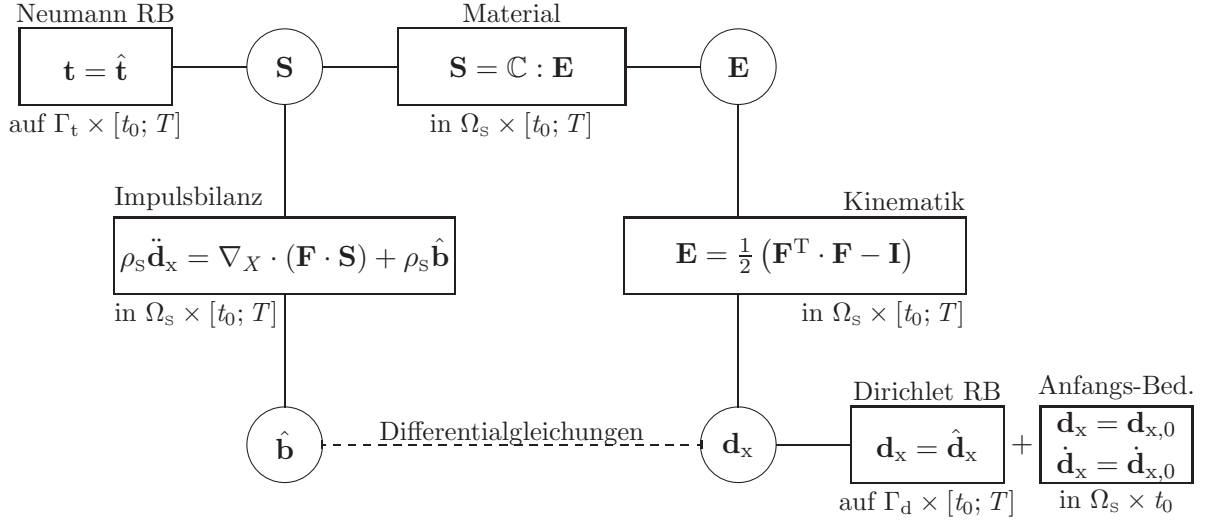 Neumann RB
Material
t = t̂
S
S = ℂ : E
E
auf Γ_t × [t_0; T]
in Ω_s × [t_0; T]
Impulsbilanz
Kinematik
ρ_s d̈_x = ∇_X · (F · S) + ρ_s b̂
E = 1/2 (F^T · F − I)
in Ω_s × [t_0; T]
in Ω_s × [t_0; T]
Dirichlet RB
Anfangs-Bed.
b̂
Differentialgleichungen
d_x
d_x = d̂_x
+
d_x = d_x,0
ḋ_x = ḋ_x,0
auf Γ_d × [t_0; T]
in Ω_s × t_0